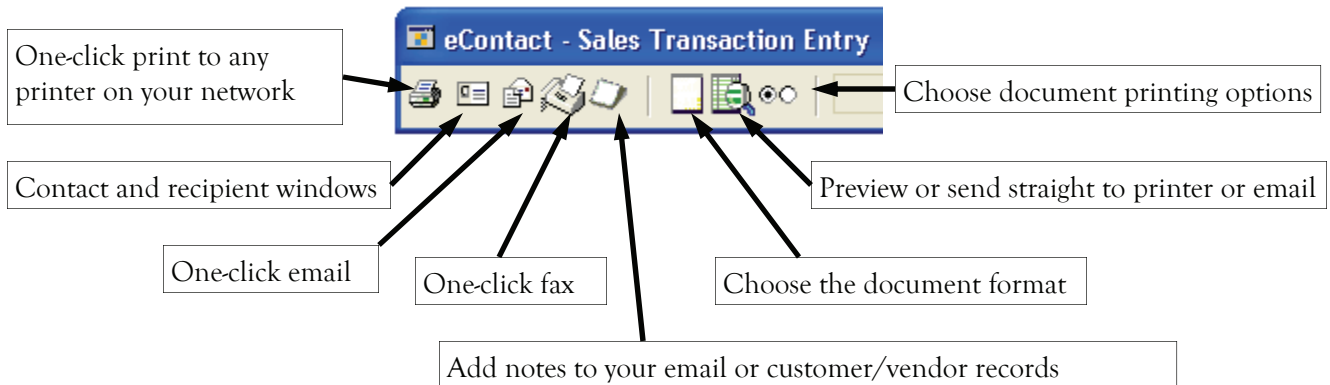 eContact - Sales Transaction Entry
One-click print to any
printer on your network
Choose document printing options
Contact and recipient windows
Preview or send straight to printer or email
One-click email
One-click fax
Choose the document format
Add notes to your email or customer/vendor records